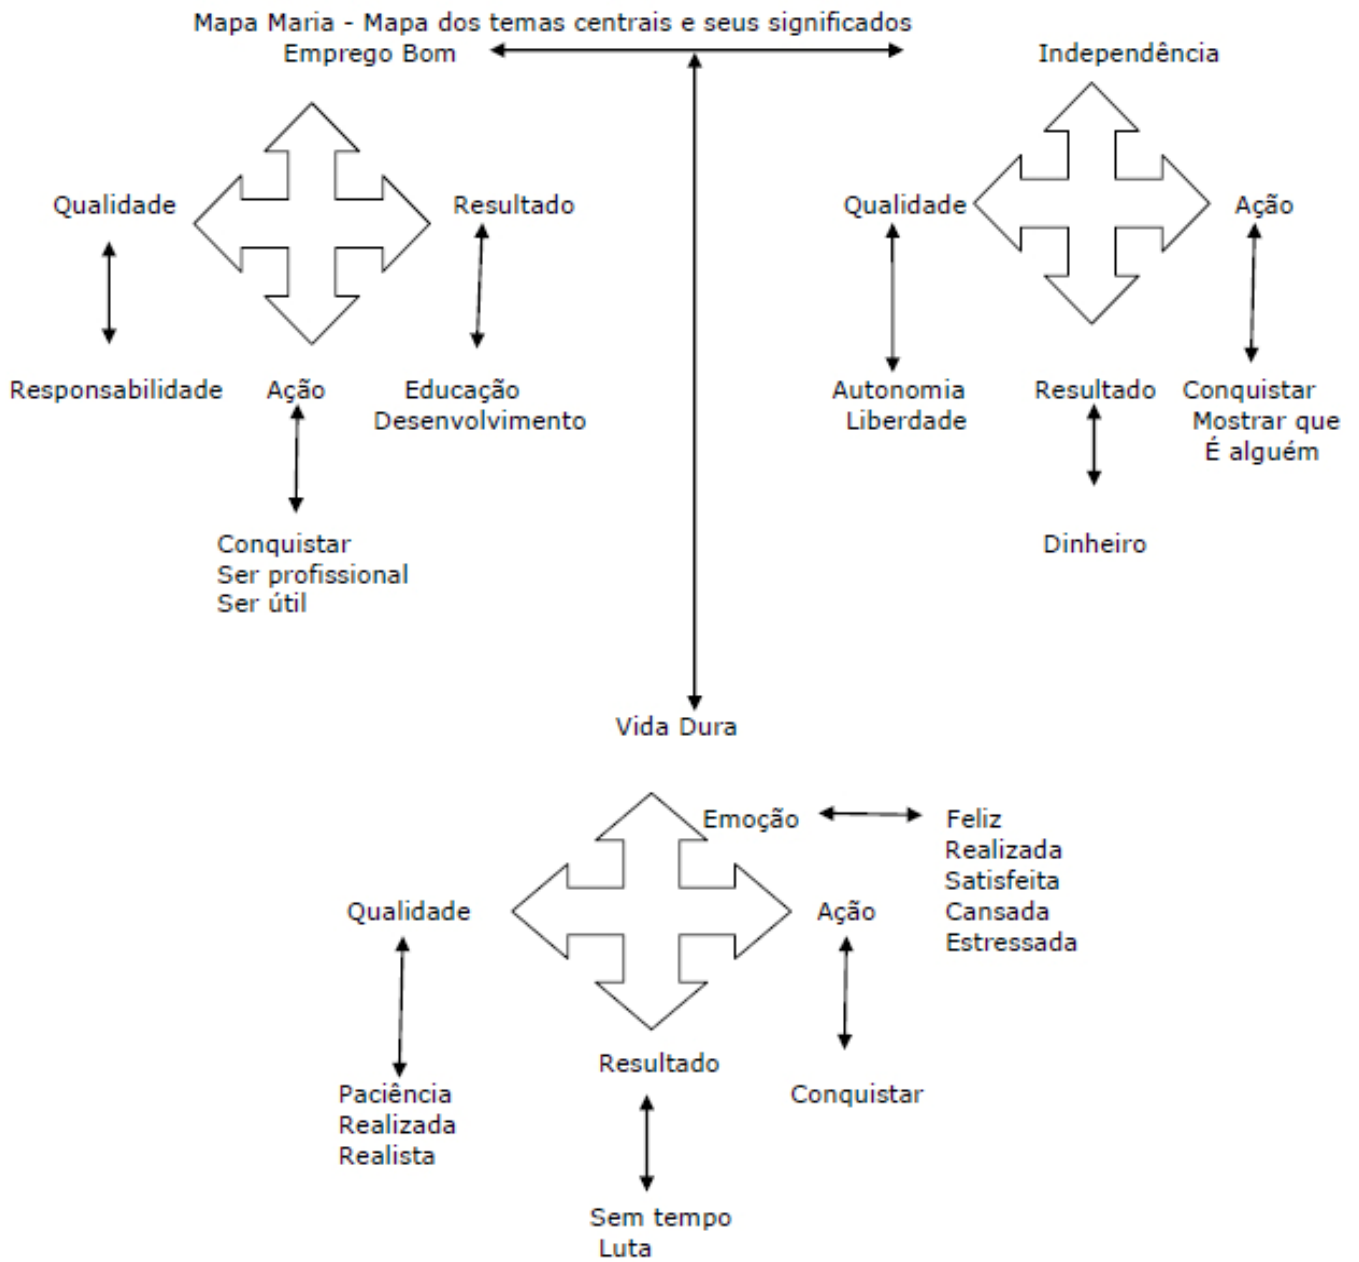 Mapa Maria - Mapa dos temas centrais e seus significados
Emprego Bom
Independência
Qualidade
Resultado
Qualidade
Ação
Responsabilidade
Ação
Educação
Desenvolvimento
Autonomia
Liberdade
Resultado
Conquistar
Mostrar que
É alguém
Conquistar
Ser profissional
Ser útil
Dinheiro
Vida Dura
Emoção
Feliz
Realizada
Satisfeita
Cansada
Estressada
Qualidade
Ação
Resultado
Paciência
Realizada
Realista
Conquistar
Sem tempo
Luta